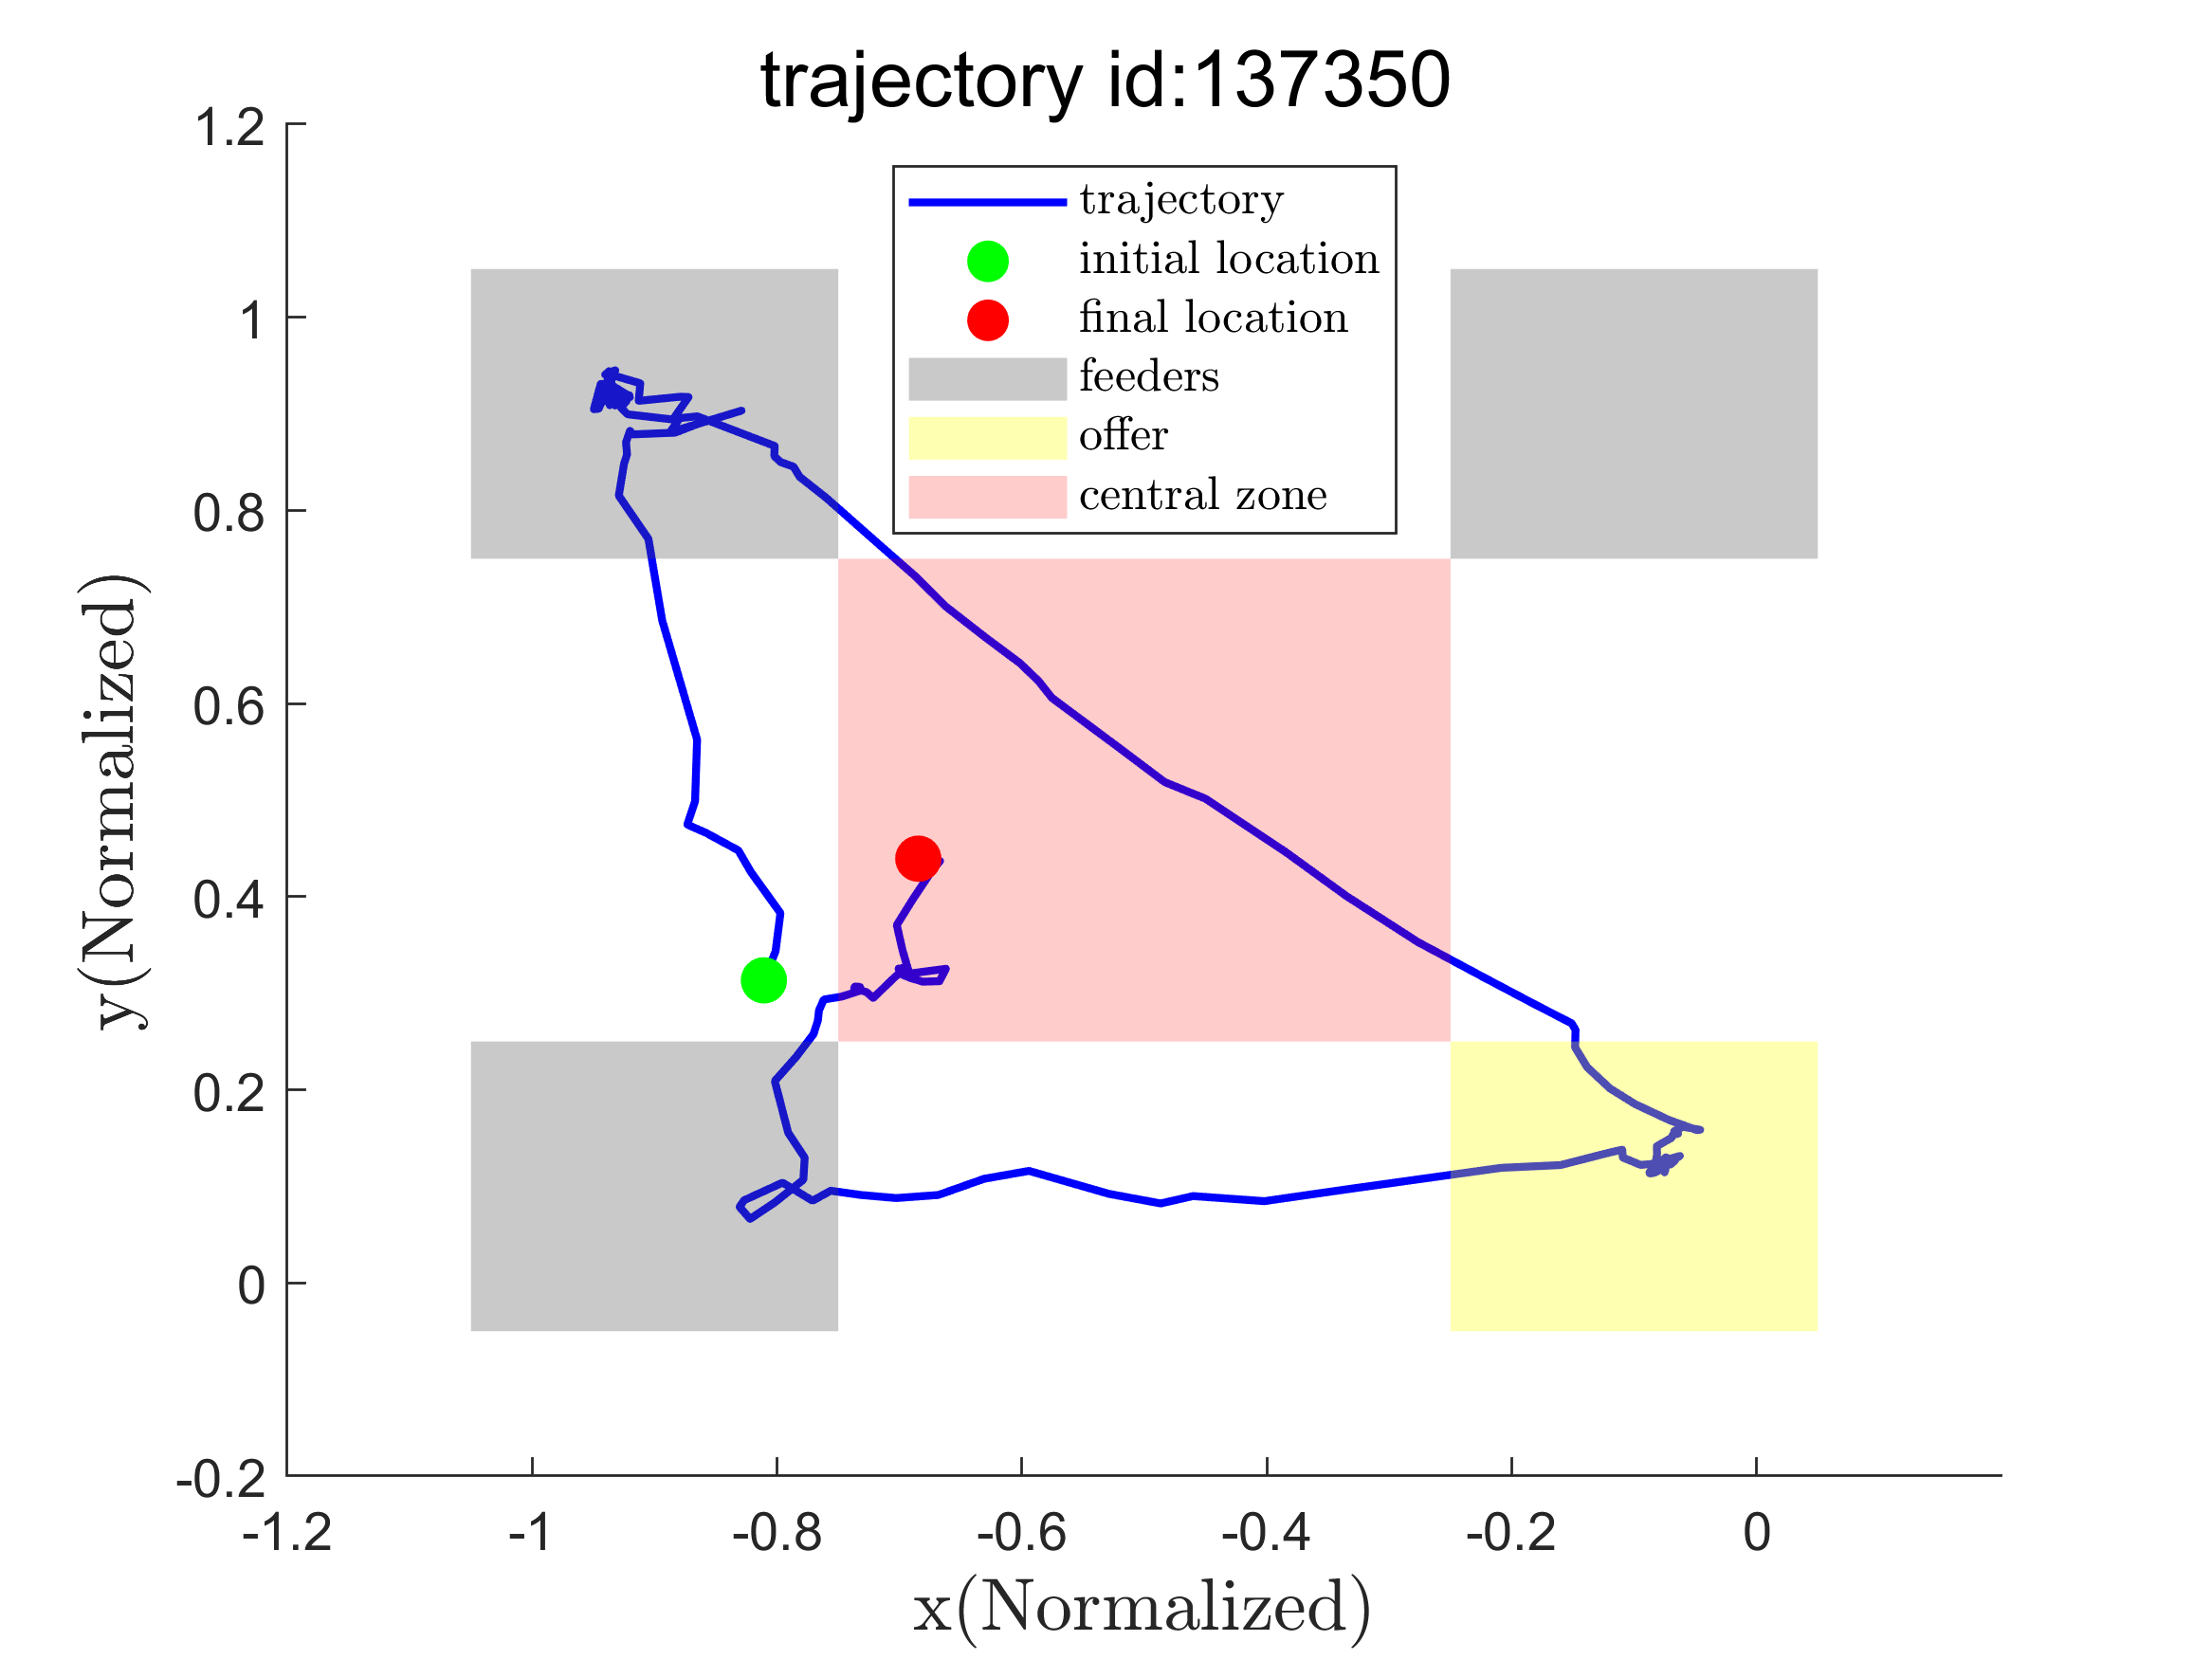 trajectory id:137350
trajectory
initial location
final location
feeders
offer
central zone
1.2
1
0.8
0.6
0.4
0.2
0
-0.2
y(Normalized)
-1.2 -1 -0.8 -0.6 -0.4 -0.2 0
x(Normalized)